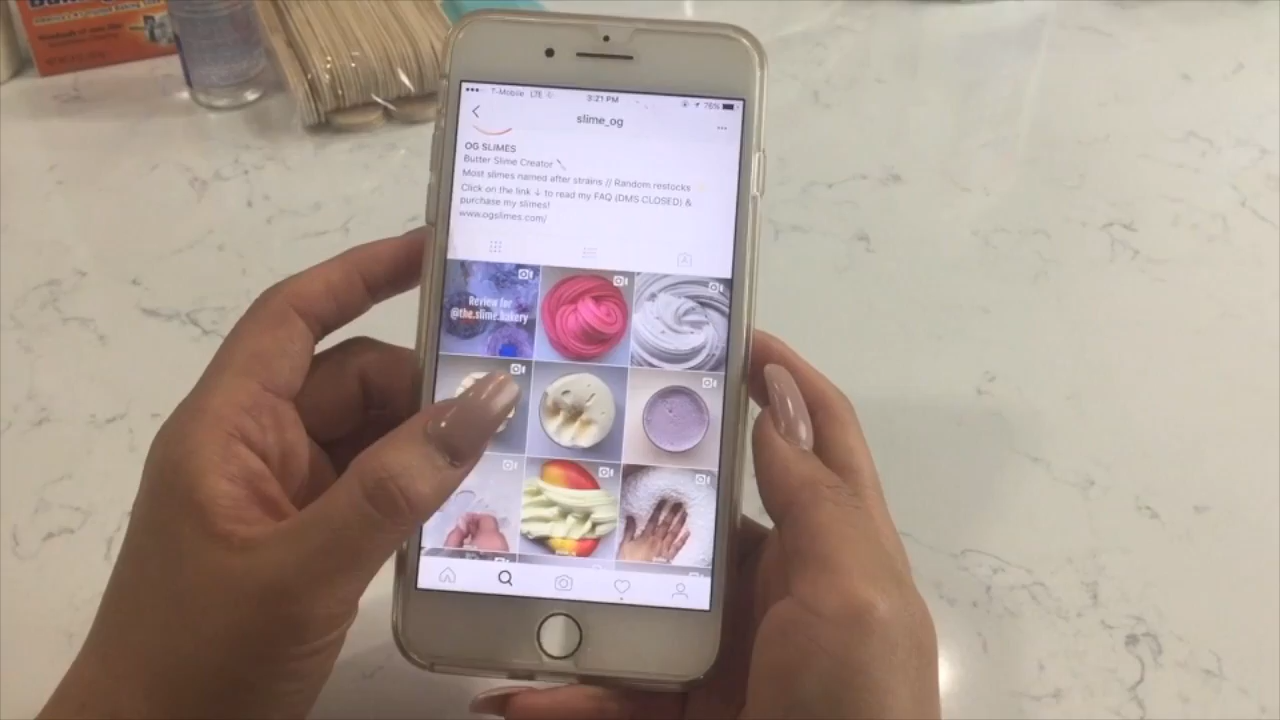 T-Mobile LTE
3:21 PM
76%
slime_og
OG SLIMES
Butter Slime Creator
Most slimes named after strains // Random restocks
Click on the link ↓ to read my FAQ (DMS CLOSED) &
purchase my slimes!
www.ogslimes.com/
Review for
@the.slime.bakery